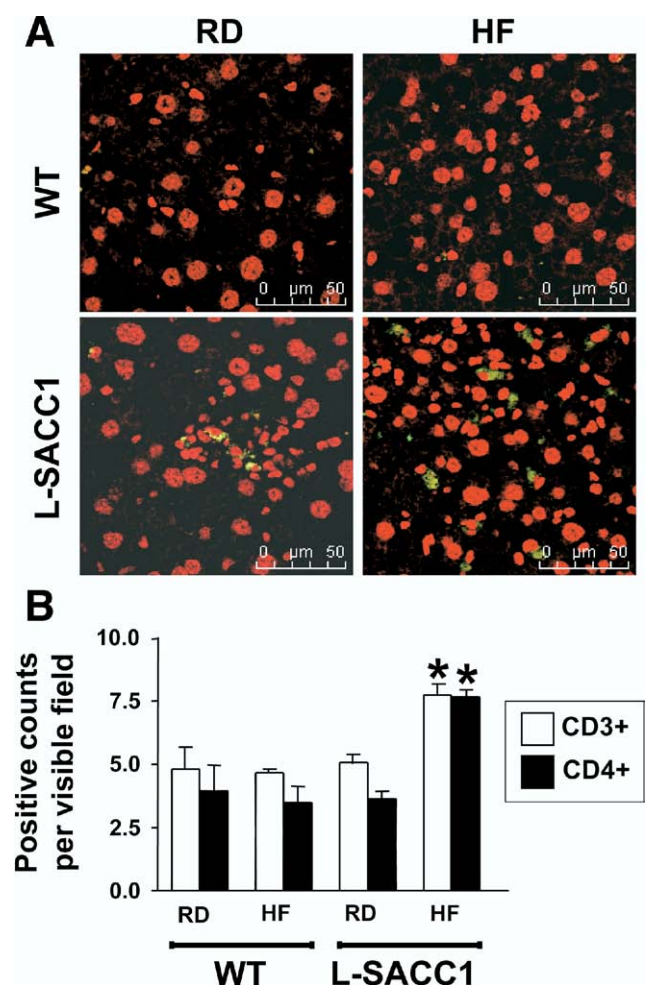 A
RD HF
WT
0 µm 50
0 µm 50
L-SACC1
0 µm 50
0 µm 50
B
Positive counts
per visible field
10.0
7.5
5.0
2.5
0.0
* *
CD3+
CD4+
RD HF RD HF
WT L-SACC1